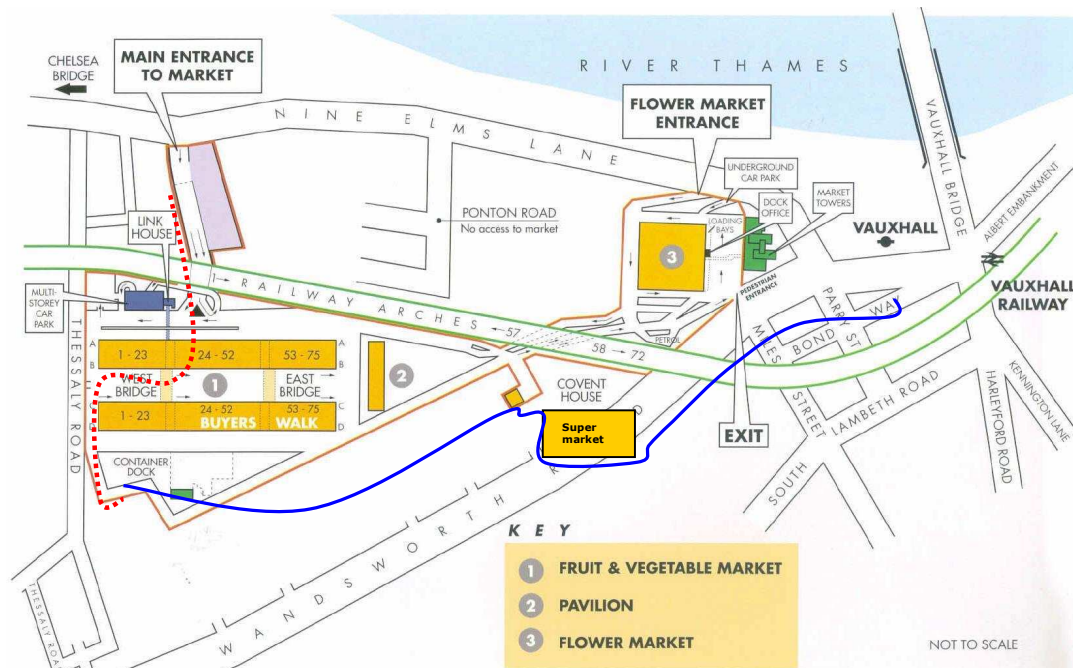 CHELSEA
BRIDGE
MAIN ENTRANCE
TO MARKET
RIVER THAMES
NINE ELMS LANE
FLOWER MARKET
ENTRANCE
VAUXHALL BRIDGE
ALBERT EMBANKMENT
UNDERGROUND
CAR PARK
DOCK
OFFICE
MARKET
TOWERS
LOADING
BAYS
LINK
HOUSE
PONTON ROAD
No access to market
VAUXHALL
3
MULTI-
STOREY
CAR
PARK
RAILWAY ARCHES
1
57
58
72
PEDESTRIAN
ENTRANCE
PETROL
VAUXHALL
RAILWAY
THESSALY ROAD
A
B
1 - 23
24 - 52
53 - 75
A
B
WEST
BRIDGE
1
EAST
BRIDGE
2
C
D
1 - 23
24 - 52
53 - 75
BUYERS WALK
C
D
CONTAINER
DOCK
COVENT
HOUSE
Super
market
EXIT
MILES
STREET
BOND
PARRY ST
WA
LAMBETH ROAD
SOUTH
HARLEYFORD ROAD
KENNINGTON LANE
WANDSWORTH R
D
THESSALY ROAD
KEY
1 FRUIT & VEGETABLE MARKET
2 PAVILION
3 FLOWER MARKET
NOT TO SCALE